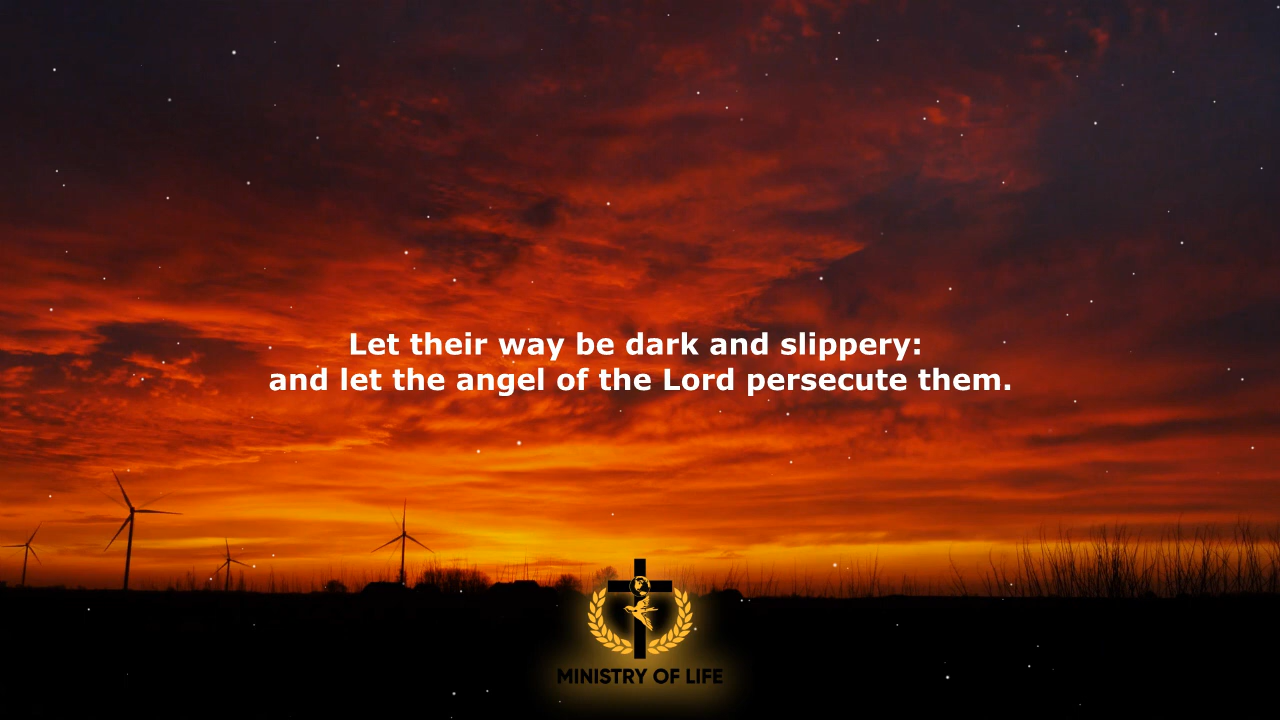 Let their way be dark and slippery:
and let the angel of the Lord persecute them.
MINISTRY OF LIFE